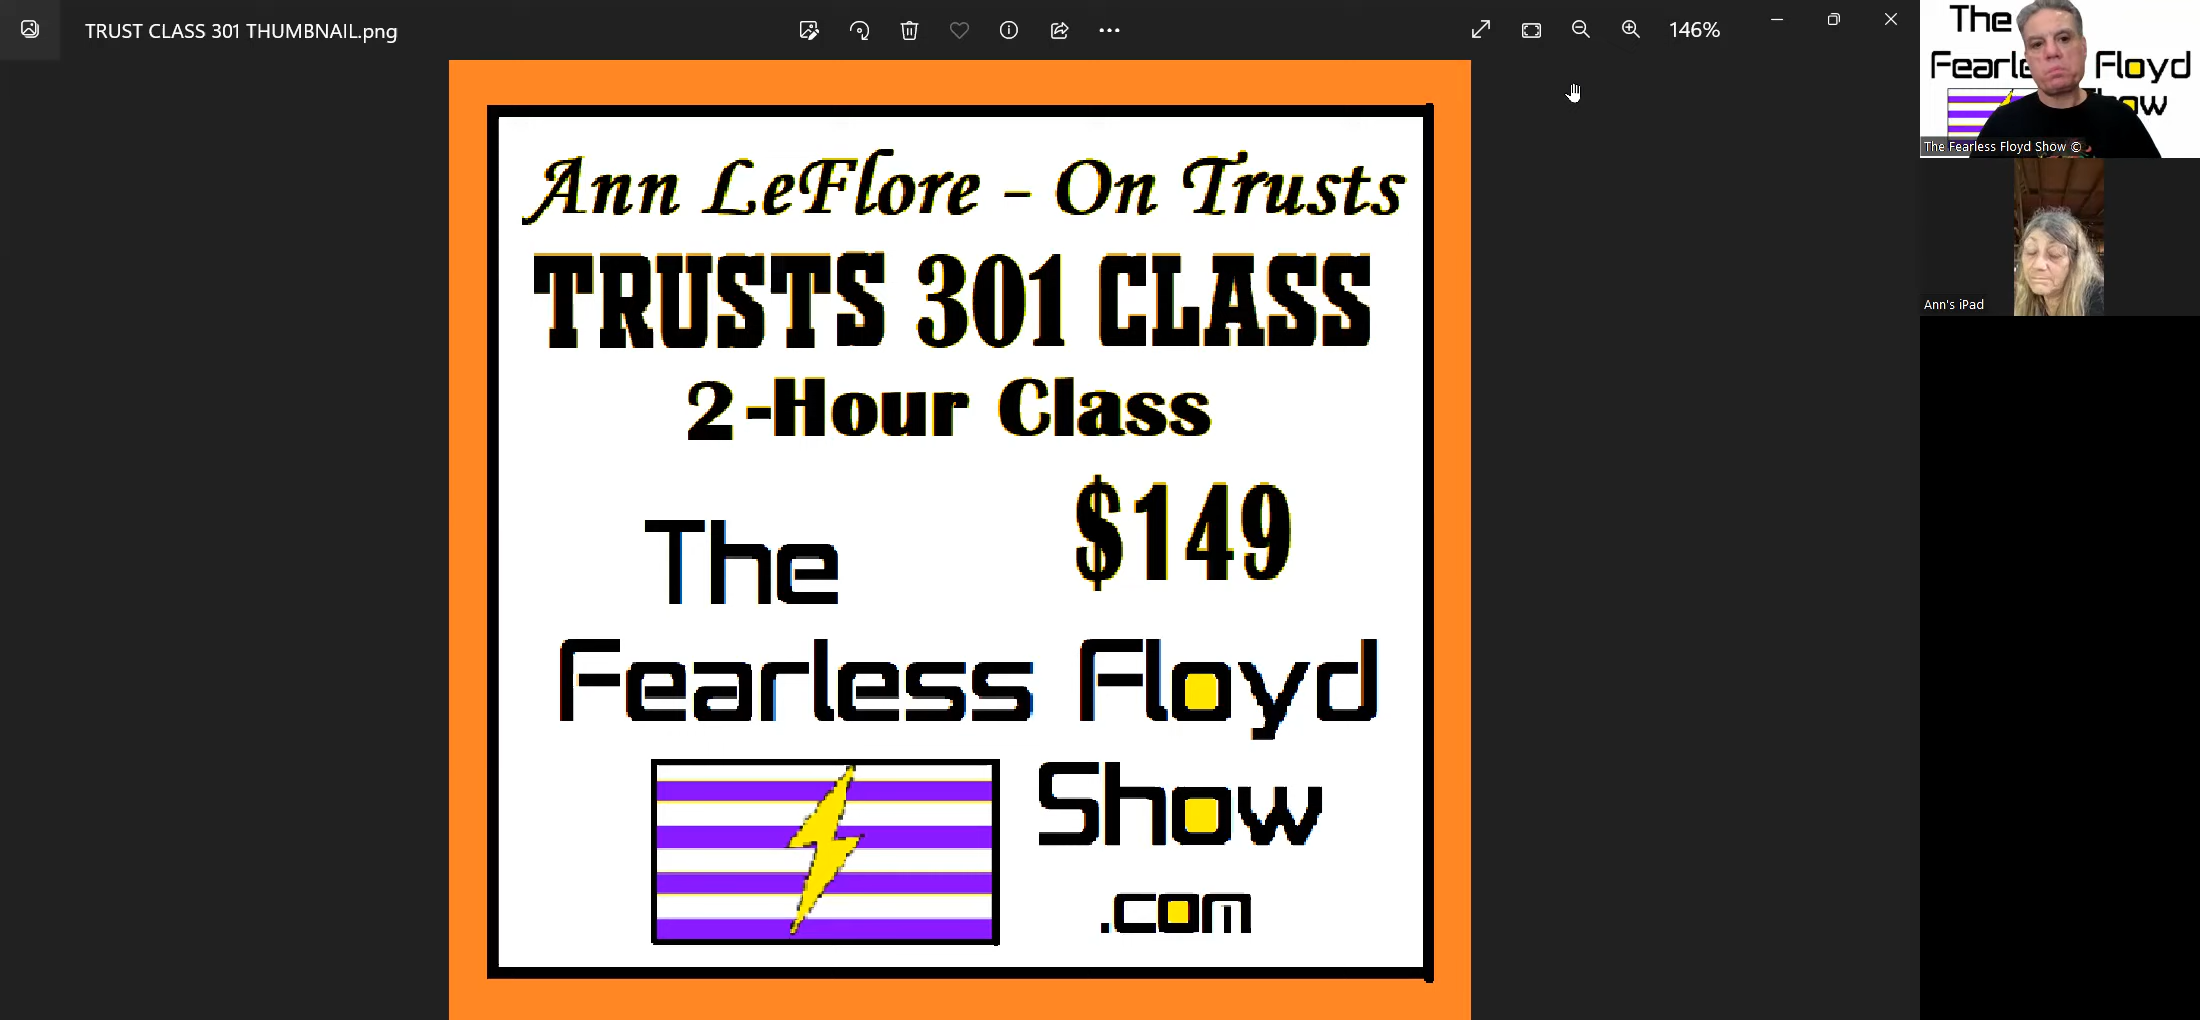 TRUST CLASS 301 THUMBNAIL.png
146%
Ann LeFlore - On Trusts
TRUSTS 301 CLASS
2-Hour Class
$149
The
Fearless Floyd
Show
.com
The
Floyd
The Fearless Floyd Show ©
Ann's iPad